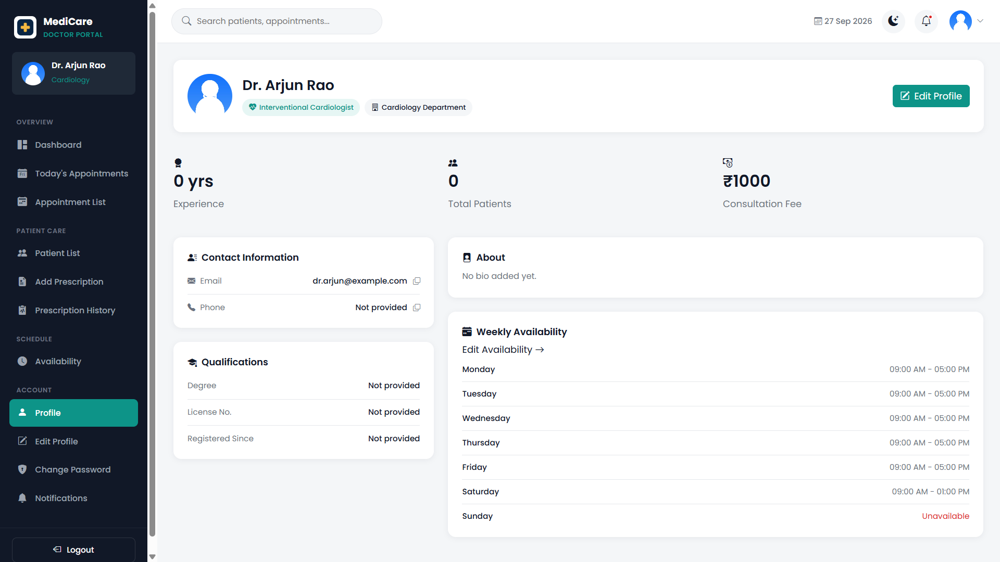 MediCare
DOCTOR PORTAL
Dr. Arjun Rao
Cardiology
OVERVIEW
Dashboard
Fri
Today's Appointments
Appointment List
PATIENT CARE
Patient List
Add Prescription
Prescription History
SCHEDULE
Availability
ACCOUNT
Profile
Edit Profile
Change Password
Notifications
Logout
Search patients, appointments...
27 Sep 2026
Dr. Arjun Rao
Interventional Cardiologist
Cardiology Department
Edit Profile
0 yrs
Experience
0
Total Patients
₹1000
Consultation Fee
Contact Information
Email dr.arjun@example.com
Phone Not provided
Qualifications
Degree Not provided
License No. Not provided
Registered Since Not provided
About
No bio added yet.
Weekly Availability
Edit Availability →
Monday 09:00 AM - 05:00 PM
Tuesday 09:00 AM - 05:00 PM
Wednesday 09:00 AM - 05:00 PM
Thursday 09:00 AM - 05:00 PM
Friday 09:00 AM - 05:00 PM
Saturday 09:00 AM - 01:00 PM
Sunday Unavailable